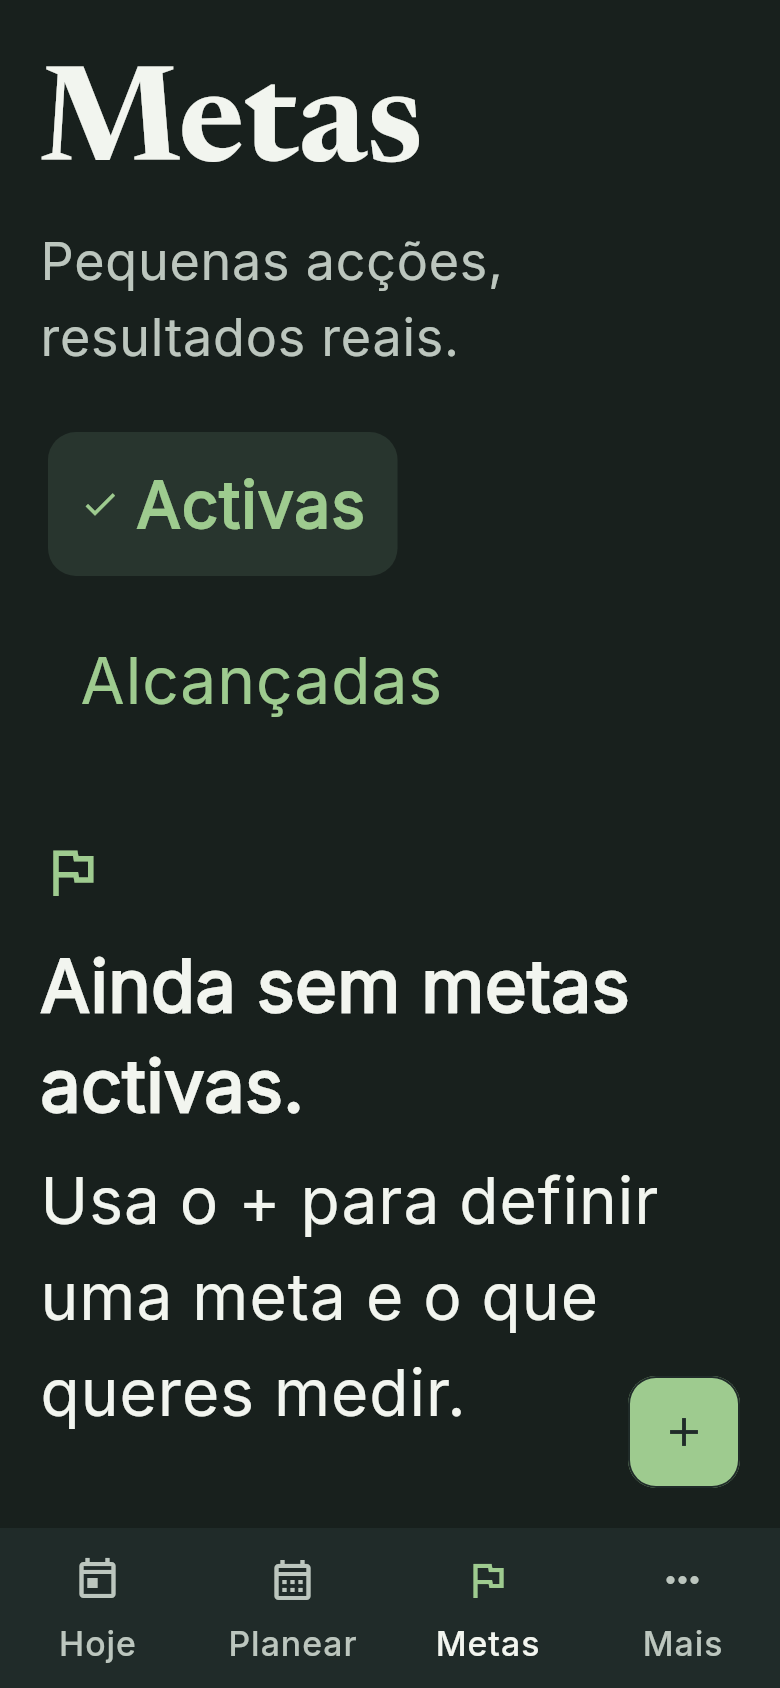 Metas
Pequenas acções,
resultados reais.
Activas
Alcançadas
Ainda sem metas
activas.
Usa o + para definir
uma meta e o que
queres medir.
+
Hoje
Planear
Metas
Mais